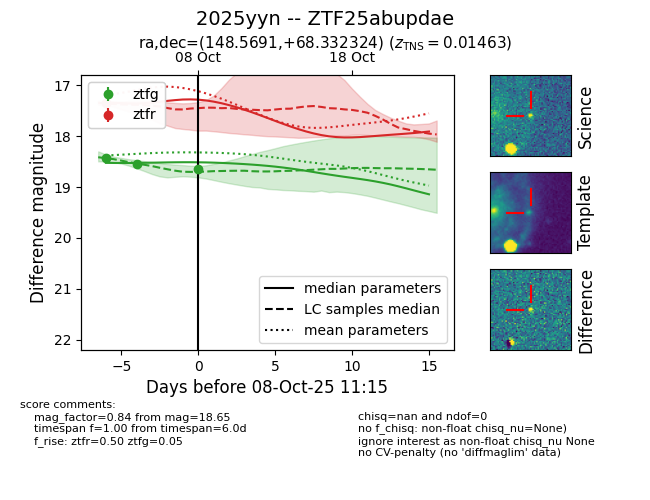 2025yyn -- ZTF25abupdae
ra,dec=(148.5691,+68.332324) (z_TNS = 0.01463)
08 Oct
18 Oct
ztfg
ztfr
17
18
19
20
21
22
Difference magnitude
median parameters
LC samples median
mean parameters
−5
0
5
10
15
Days before 08-Oct-25 11:15
Science
Template
Difference
score comments:
mag_factor=0.84 from mag=18.65
timespan f=1.00 from timespan=6.0d
f_rise: ztfr=0.50 ztfg=0.05
chisq=nan and ndof=0
no f_chisq: non-float chisq_nu=None)
ignore interest as non-float chisq_nu None
no CV-penalty (no 'diffmaglim' data)